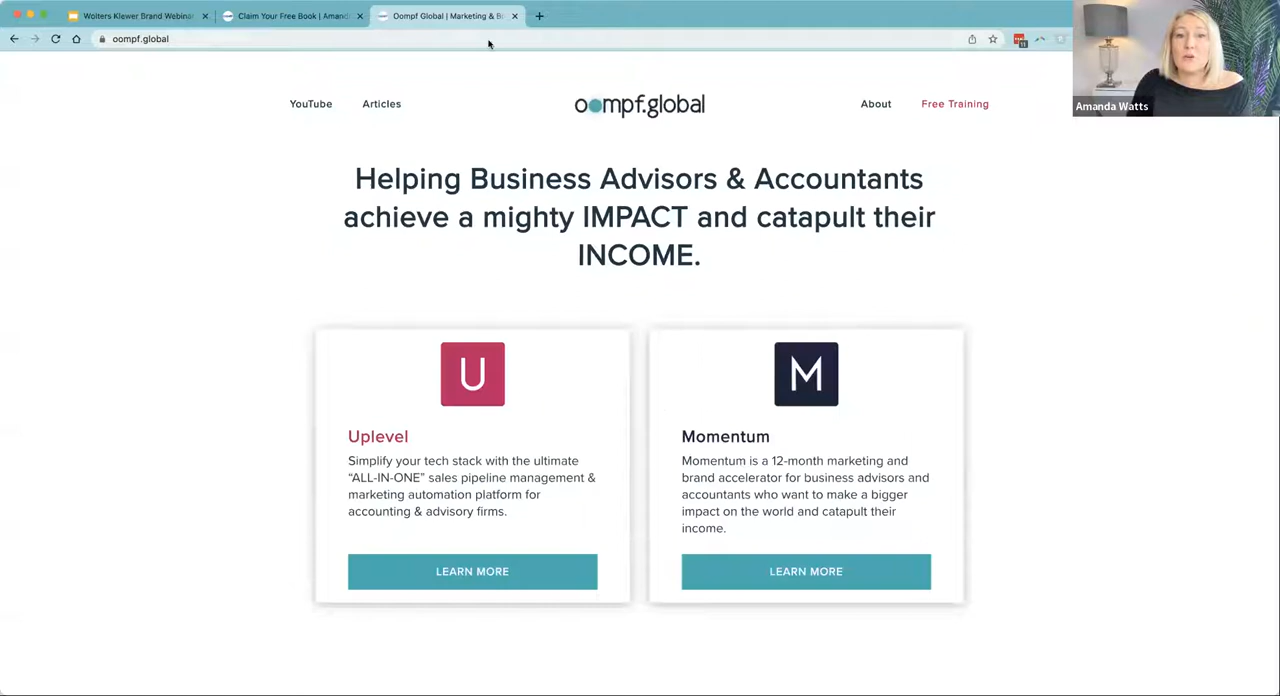 Wolters Klewer Brand Webinar
Claim Your Free Book | Amand
Oompf Global | Marketing & B
oompf.global
11
Amanda Watts
YouTube
Articles
oompf.global
About
Free Training
Helping Business Advisors & Accountants
achieve a mighty IMPACT and catapult their
INCOME.
U
Uplevel
Simplify your tech stack with the ultimate
“ALL-IN-ONE” sales pipeline management &
marketing automation platform for
accounting & advisory firms.
LEARN MORE
M
Momentum
Momentum is a 12-month marketing and
brand accelerator for business advisors and
accountants who want to make a bigger
impact on the world and catapult their
income.
LEARN MORE